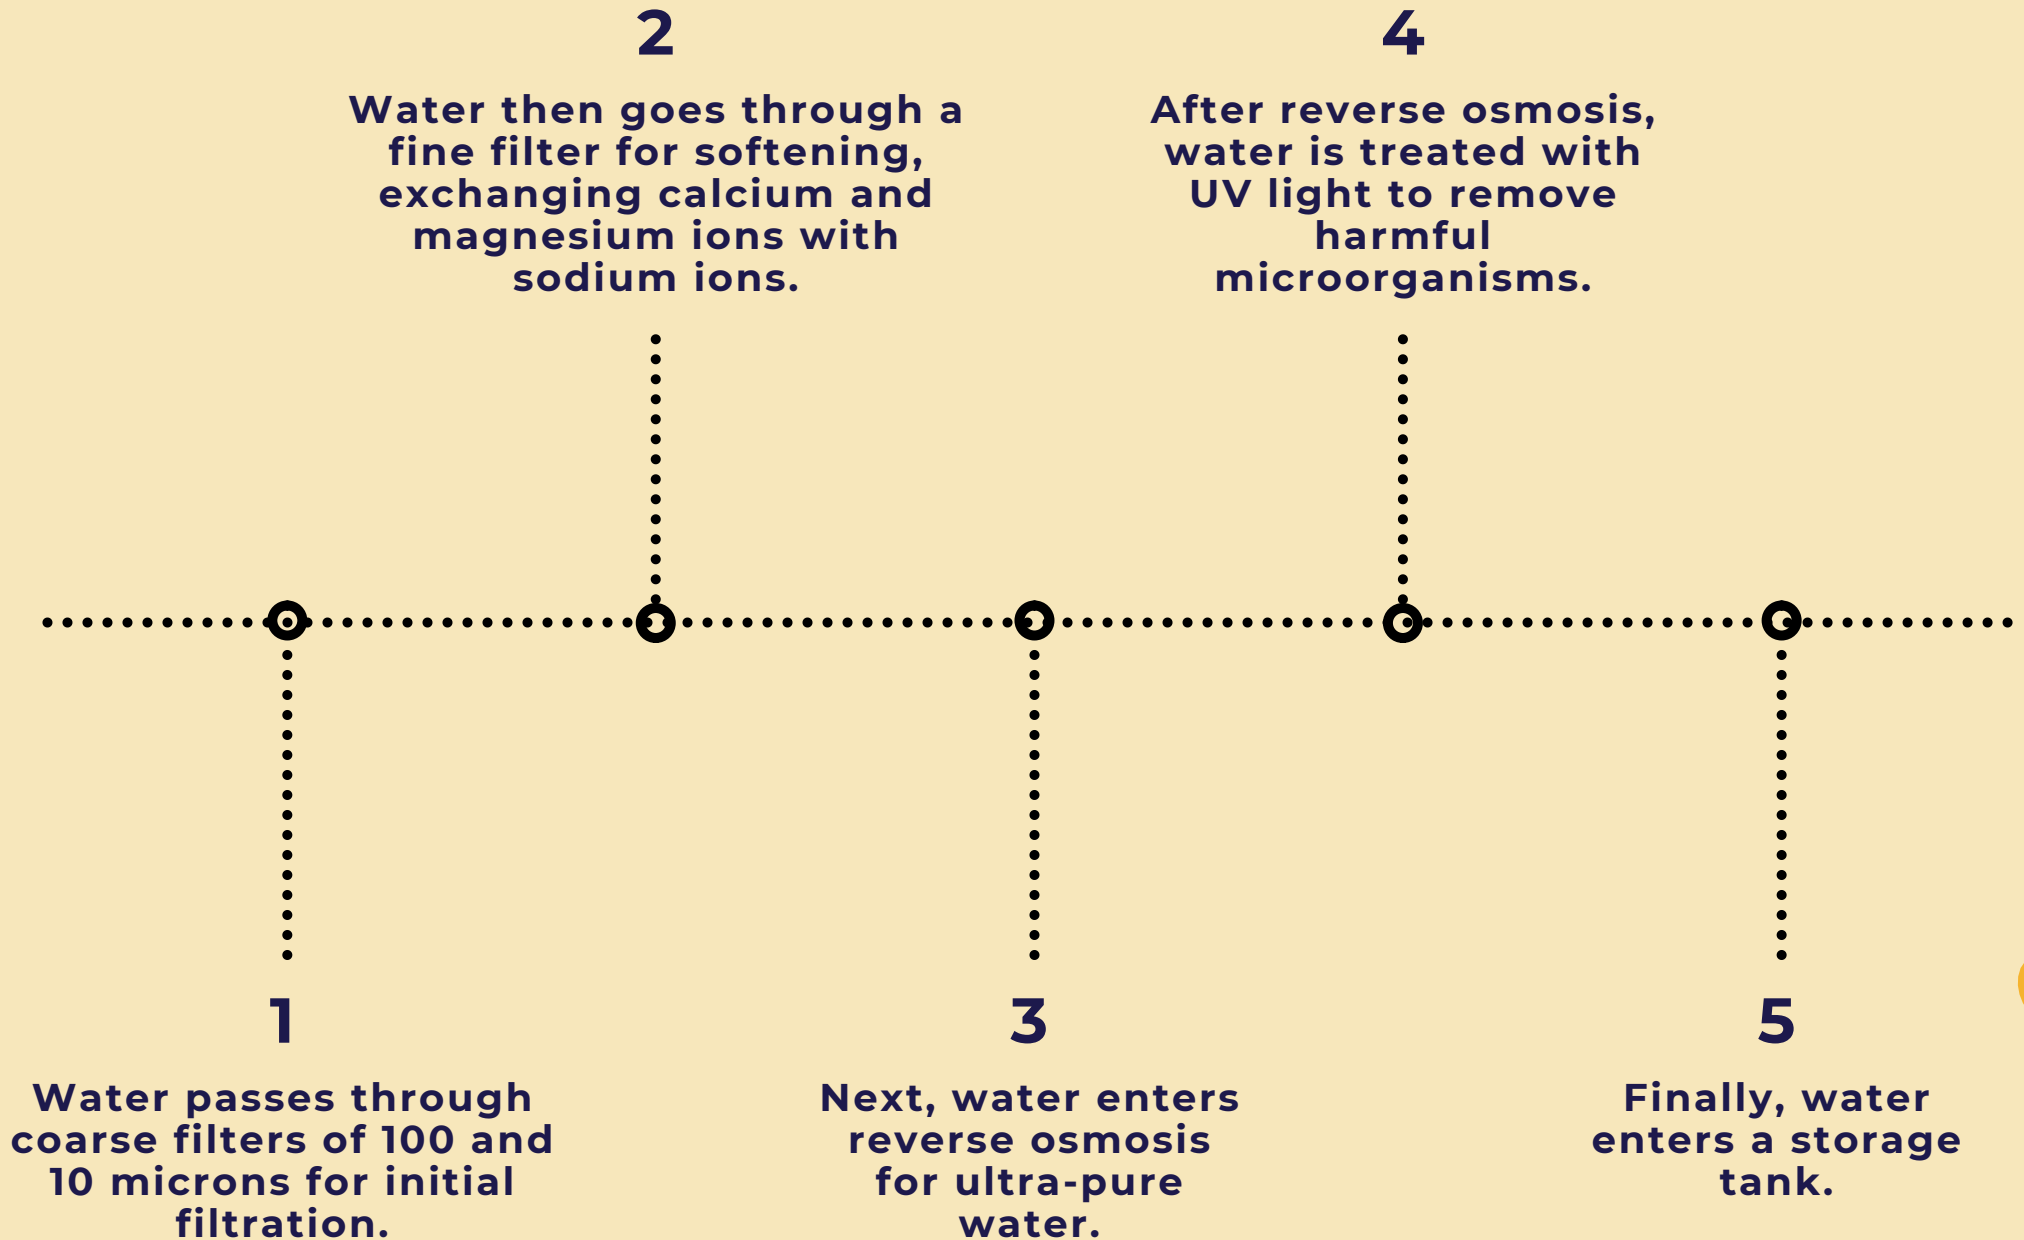 1
Water passes through
coarse filters of 100 and
10 microns for initial
filtration.
2
Water then goes through a
fine filter for softening,
exchanging calcium and
magnesium ions with
sodium ions.
3
Next, water enters
reverse osmosis
for ultra-pure
water.
4
After reverse osmosis,
water is treated with
UV light to remove
harmful
microorganisms.
5
Finally, water
enters a storage
tank.